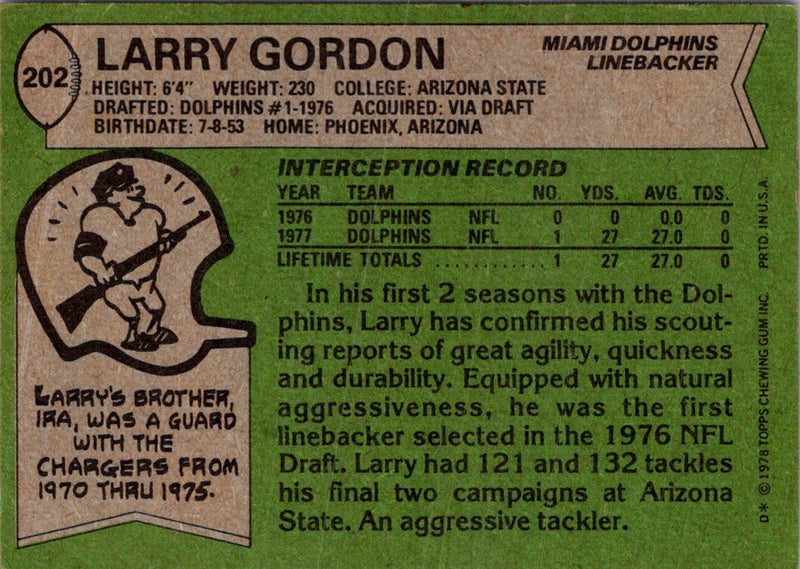 202
LARRY GORDON
MIAMI DOLPHINS
LINEBACKER
HEIGHT: 6'4" WEIGHT: 230 COLLEGE: ARIZONA STATE
DRAFTED: DOLPHINS #1-1976 ACQUIRED: VIA DRAFT
BIRTHDATE: 7-8-53 HOME: PHOENIX, ARIZONA
INTERCEPTION RECORD
YEAR TEAM NO. YDS. AVG. TDS.
1976 DOLPHINS NFL 0 0 0.0 0
1977 DOLPHINS NFL 1 27 27.0 0
LIFETIME TOTALS ............ 1 27 27.0 0
In his first 2 seasons with the Dol-
phins, Larry has confirmed his scout-
ing reports of great agility, quickness
and durability. Equipped with natural
aggressiveness, he was the first
linebacker selected in the 1976 NFL
Draft. Larry had 121 and 132 tackles
his final two campaigns at Arizona
State. An aggressive tackler.
LARRY'S BROTHER,
IRA, WAS A GUARD
WITH THE
CHARGERS FROM
1970 THRU 1975.
D* © 1978 TOPPS CHEWING GUM INC. PRTD. IN U.S.A.